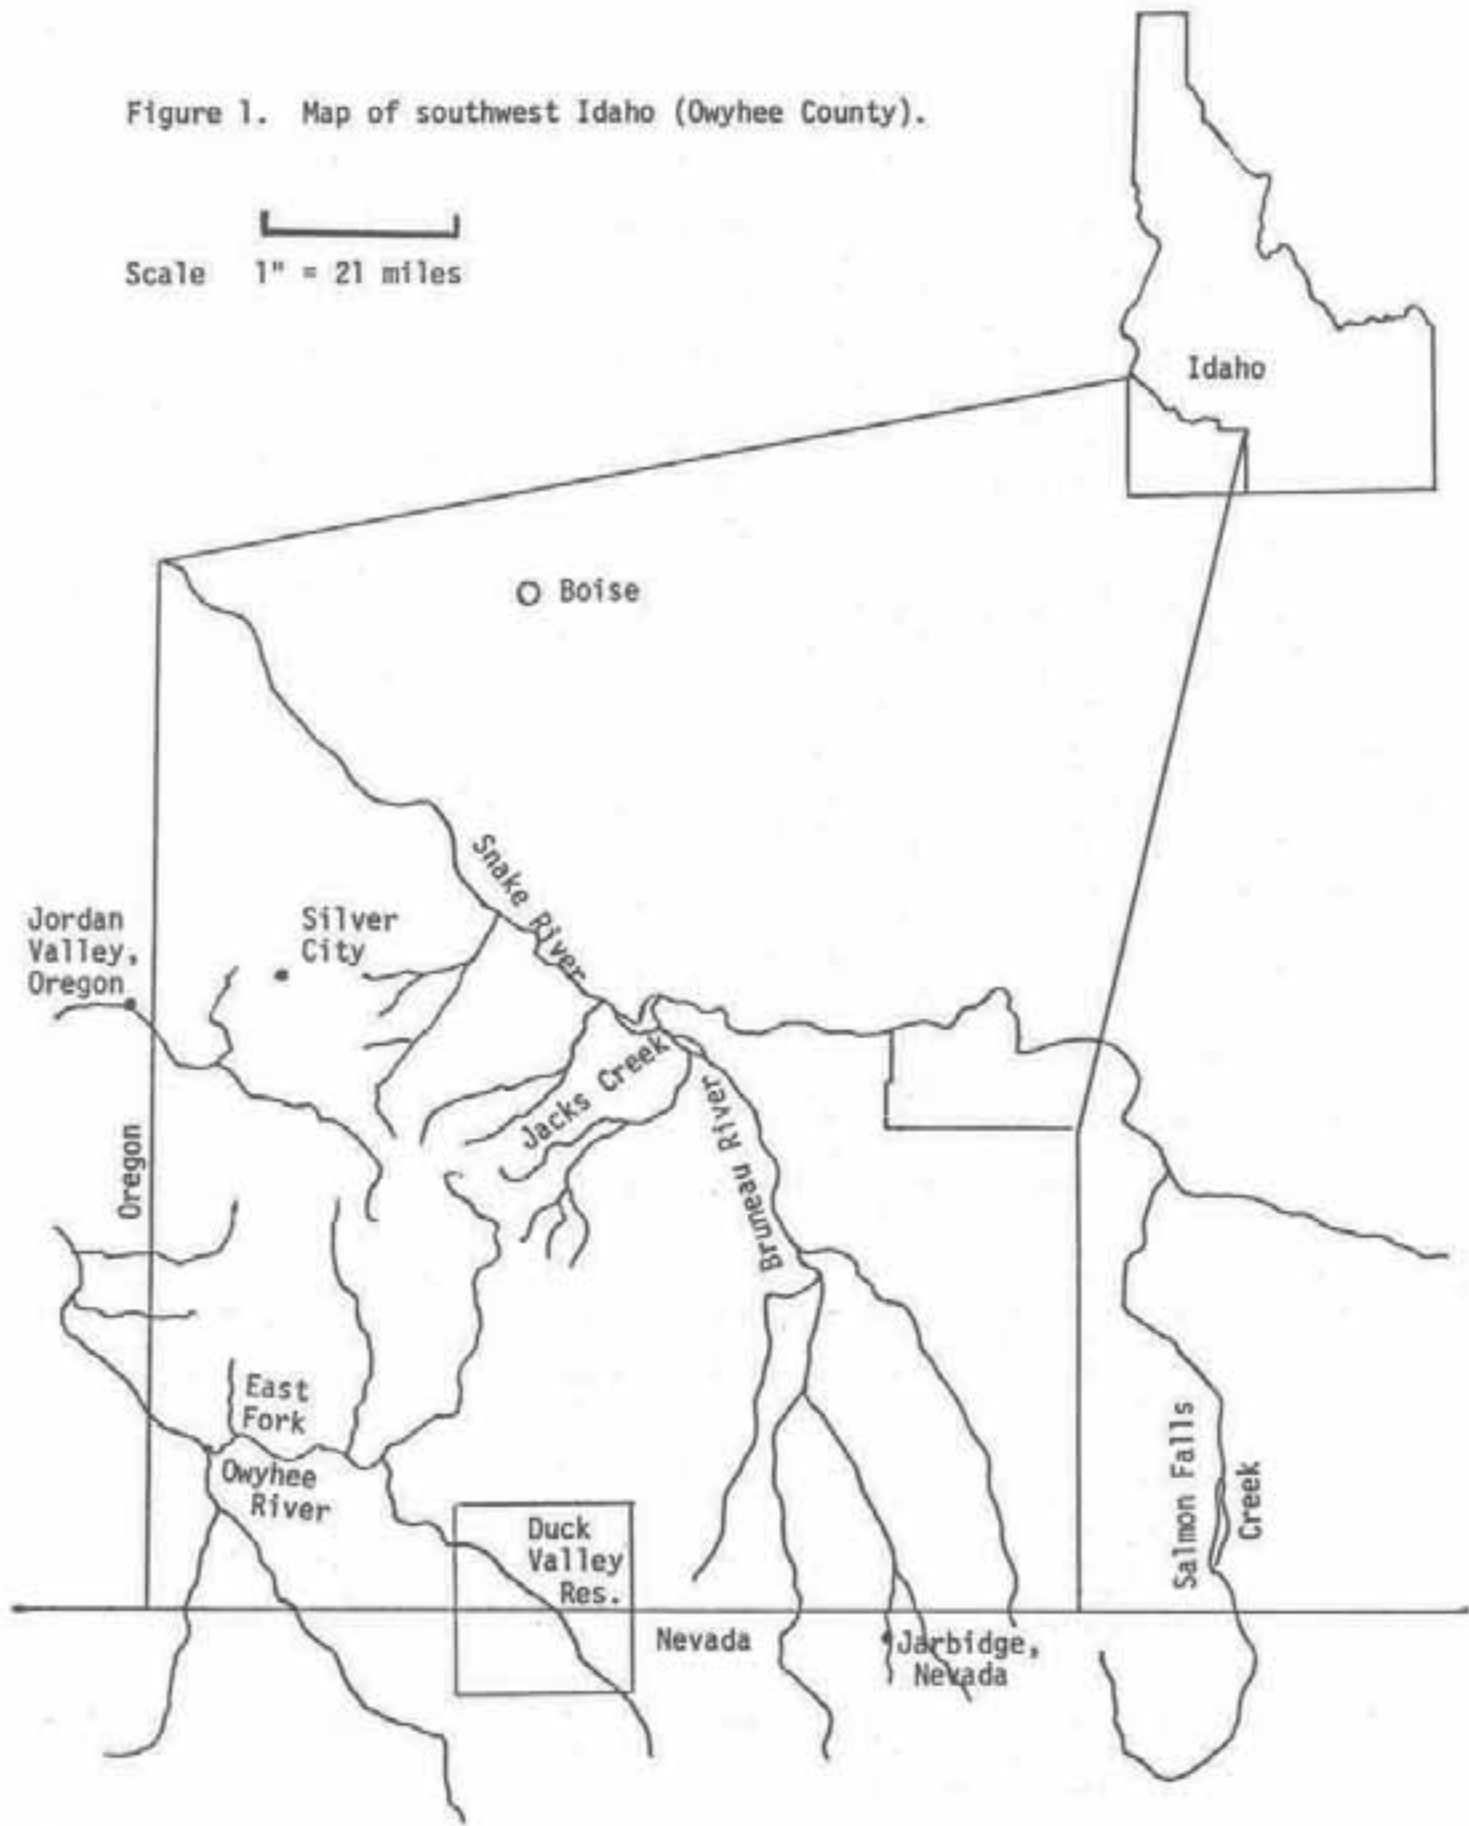 Figure 1. Map of southwest Idaho (Owyhee County).
Scale 1" = 21 miles
Idaho
Boise
Snake River
Jordan
Valley,
Oregon
Silver
City
Jacks Creek
Bruneau River
Oregon
East
Fork
Owyhee
River
Duck
Valley
Res.
Salmon Falls
Creek
Nevada
Jarbidge,
Nevada